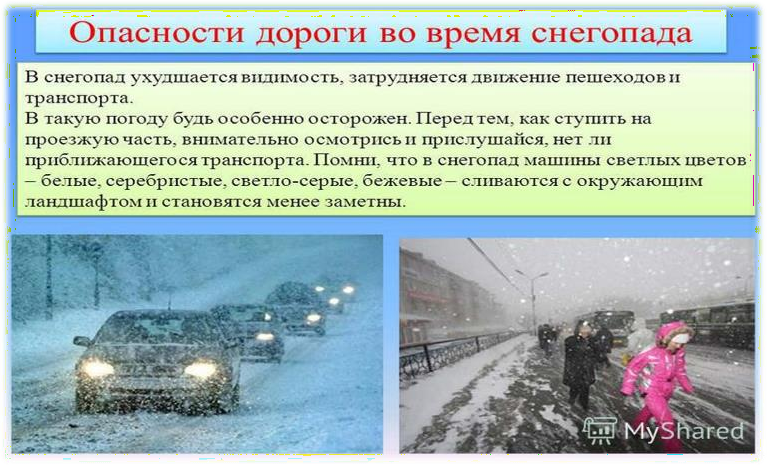 Опасности дороги во время снегопада
В снегопад ухудшается видимость, затрудняется движение пешеходов и
транспорта.
В такую погоду будь особенно осторожен. Перед тем, как ступить на
проезжую часть, внимательно осмотрись и прислушайся, нет ли
приближающегося транспорта. Помни, что в снегопад машины светлых цветов
– белые, серебристые, светло-серые, бежевые – сливаются с окружающим
ландшафтом и становятся менее заметны.
MyShared